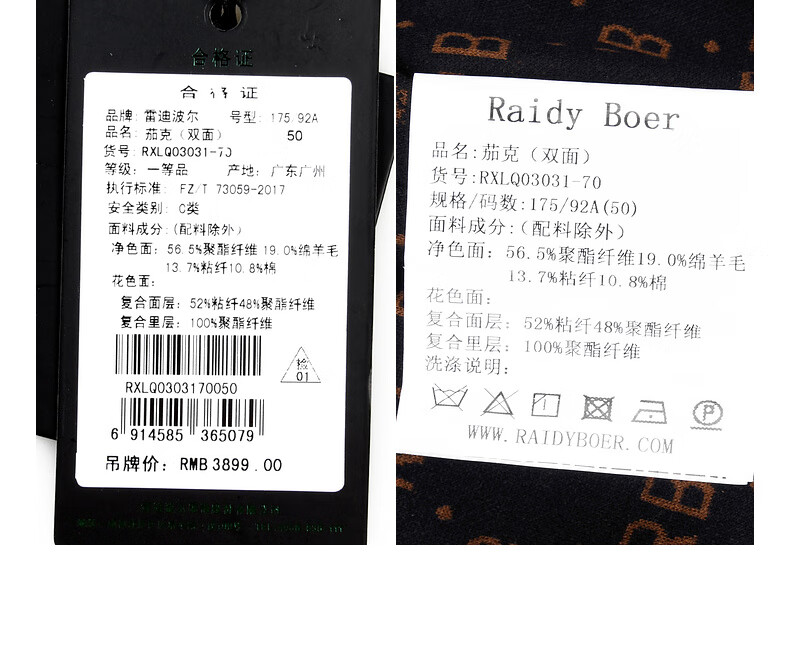 合格证
合格证
品牌: 雷迪波尔 号型: 175.92A
品名: 茄克（双面） 50
货号: RXLQ03031-70
等级: 一等品 产地: 广东广州
执行标准: FZ/T 73059-2017
安全类别: C类
面料成分:（配料除外）
净色面: 56.5%聚酯纤维 19.0%绵羊毛
13.7%粘纤10.8%棉
花色面:
复合面层: 52%粘纤48%聚酯纤维
复合里层: 100%聚酯纤维
检
01
RXLQ0303170050
6 914585 365079
吊牌价: RMB 3899.00
Raidy Boer
品名:茄克（双面）
货号:RXLQ03031-70
规格/码数:175/92A(50)
面料成分:（配料除外）
净色面: 56.5%聚酯纤维19.0%绵羊毛
13.7%粘纤10.8%棉
花色面:
复合面层: 52%粘纤48%聚酯纤维
复合里层: 100%聚酯纤维
洗涤说明:
P
WWW.RAIDYBOER.COM